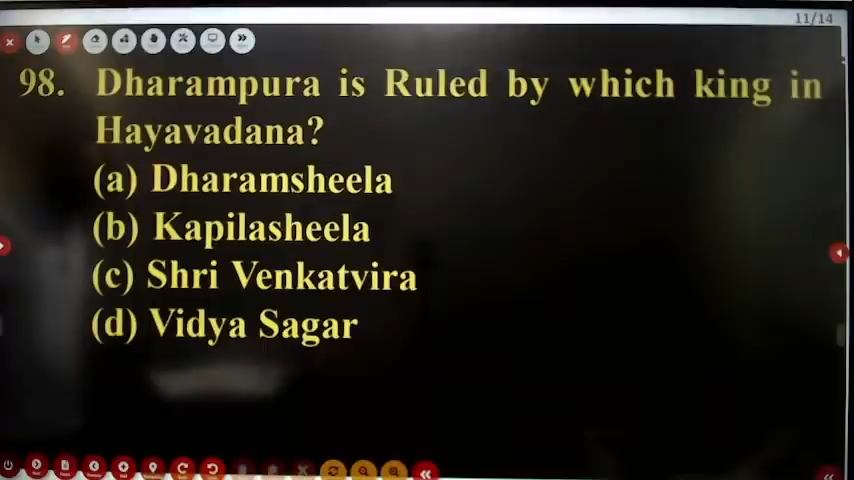 11/14
98. Dharampura is Ruled by which king in
Hayavadana?
(a) Dharamsheela
(b) Kapilasheela
(c) Shri Venkatvira
(d) Vidya Sagar